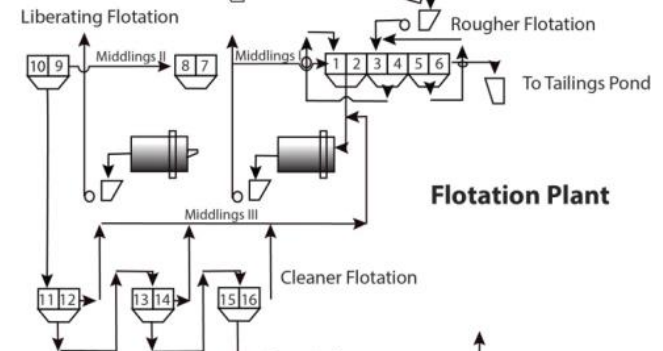 Liberating Flotation
Rougher Flotation
Middlings II
Middlings I
10 9
8 7
1 2 3 4 5 6
To Tailings Pond
Flotation Plant
Middlings III
Cleaner Flotation
11 12
13 14
15 16